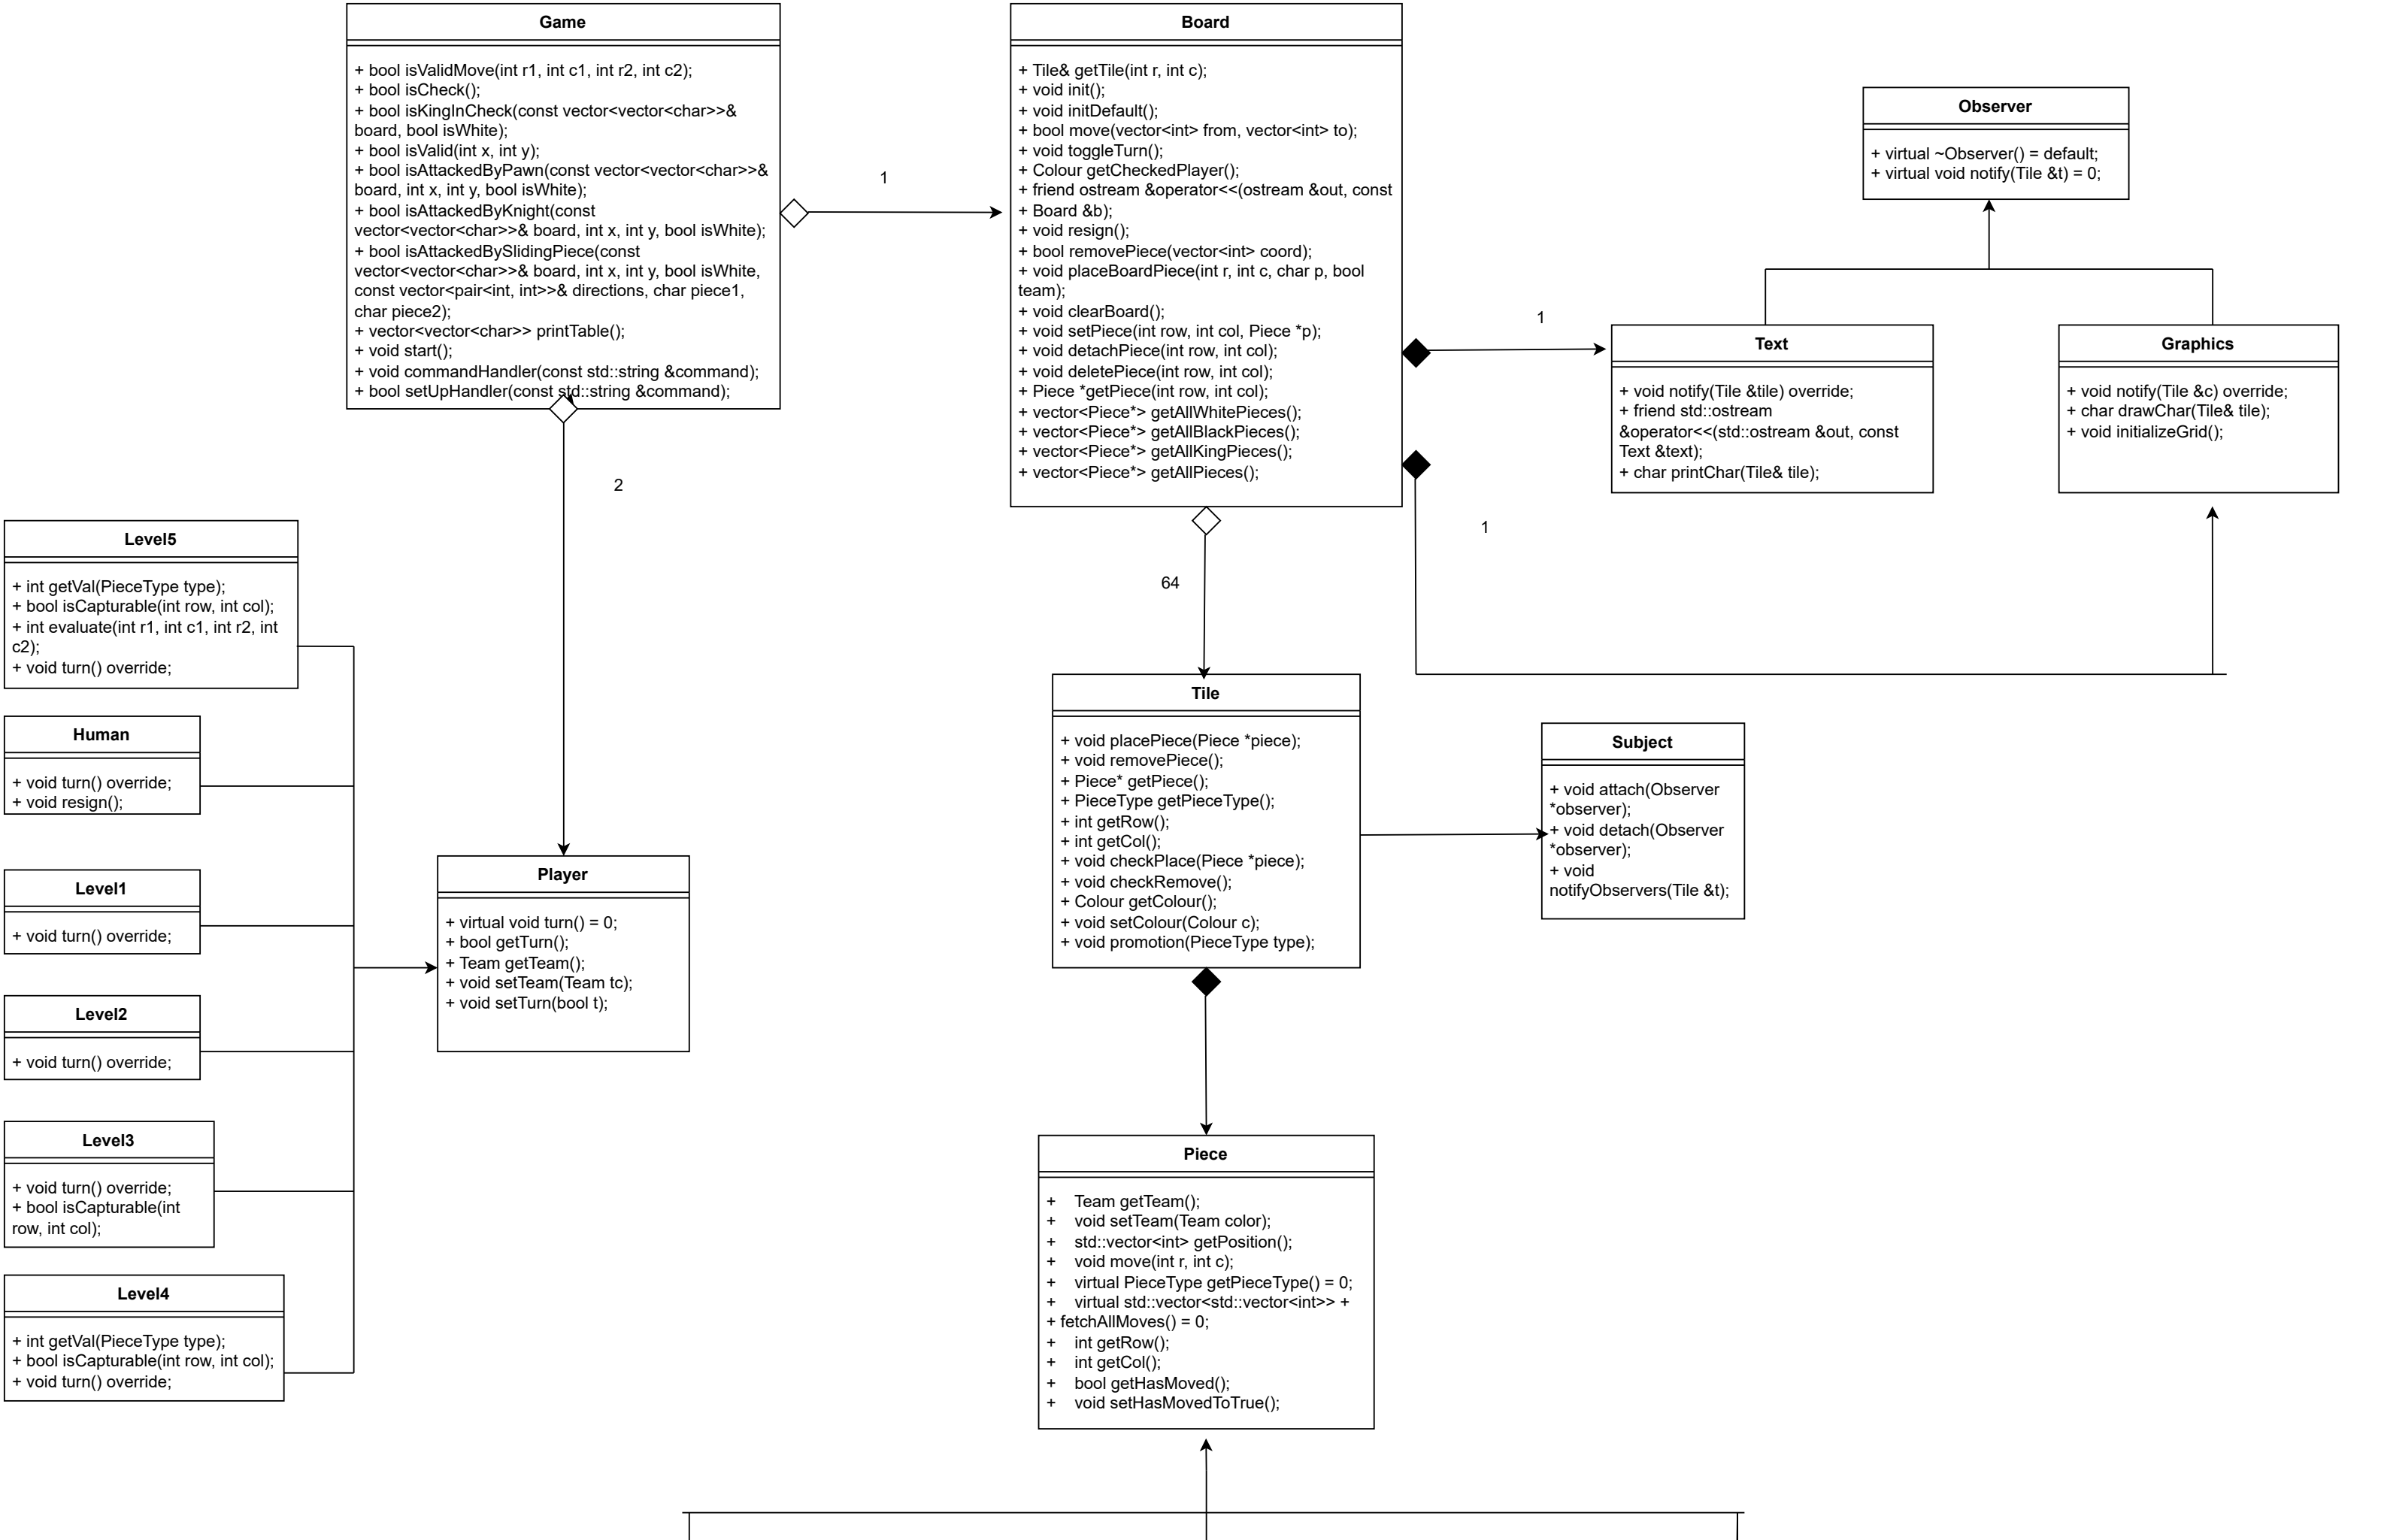 Game
+ bool isValidMove(int r1, int c1, int r2, int c2);
+ bool isCheck();
+ bool isKingInCheck(const vector<vector<char>>&
board, bool isWhite);
+ bool isValid(int x, int y);
+ bool isAttackedByPawn(const vector<vector<char>>&
board, int x, int y, bool isWhite);
+ bool isAttackedByKnight(const
vector<vector<char>>& board, int x, int y, bool isWhite);
+ bool isAttackedBySlidingPiece(const
vector<vector<char>>& board, int x, int y, bool isWhite,
const vector<pair<int, int>>& directions, char piece1,
char piece2);
+ vector<vector<char>> printTable();
+ void start();
+ void commandHandler(const std::string &command);
+ bool setUpHandler(const std::string &command);
1
Board
+ Tile& getTile(int r, int c);
+ void init();
+ void initDefault();
+ bool move(vector<int> from, vector<int> to);
+ void toggleTurn();
+ Colour getCheckedPlayer();
+ friend ostream &operator<<(ostream &out, const
+ Board &b);
+ void resign();
+ bool removePiece(vector<int> coord);
+ void placeBoardPiece(int r, int c, char p, bool
team);
+ void clearBoard();
+ void setPiece(int row, int col, Piece *p);
+ void detachPiece(int row, int col);
+ void deletePiece(int row, int col);
+ Piece *getPiece(int row, int col);
+ vector<Piece*> getAllWhitePieces();
+ vector<Piece*> getAllBlackPieces();
+ vector<Piece*> getAllKingPieces();
+ vector<Piece*> getAllPieces();
Observer
+ virtual ~Observer() = default;
+ virtual void notify(Tile &t) = 0;
1
Text
+ void notify(Tile &tile) override;
+ friend std::ostream
&operator<<(std::ostream &out, const
Text &text);
+ char printChar(Tile& tile);
Graphics
+ void notify(Tile &c) override;
+ char drawChar(Tile& tile);
+ void initializeGrid();
2
1
64
Level5
+ int getVal(PieceType type);
+ bool isCapturable(int row, int col);
+ int evaluate(int r1, int c1, int r2, int
c2);
+ void turn() override;
Human
+ void turn() override;
+ void resign();
Level1
+ void turn() override;
Level2
+ void turn() override;
Level3
+ void turn() override;
+ bool isCapturable(int
row, int col);
Level4
+ int getVal(PieceType type);
+ bool isCapturable(int row, int col);
+ void turn() override;
Player
+ virtual void turn() = 0;
+ bool getTurn();
+ Team getTeam();
+ void setTeam(Team tc);
+ void setTurn(bool t);
Tile
+ void placePiece(Piece *piece);
+ void removePiece();
+ Piece* getPiece();
+ PieceType getPieceType();
+ int getRow();
+ int getCol();
+ void checkPlace(Piece *piece);
+ void checkRemove();
+ Colour getColour();
+ void setColour(Colour c);
+ void promotion(PieceType type);
Subject
+ void attach(Observer
*observer);
+ void detach(Observer
*observer);
+ void
notifyObservers(Tile &t);
Piece
+ Team getTeam();
+ void setTeam(Team color);
+ std::vector<int> getPosition();
+ void move(int r, int c);
+ virtual PieceType getPieceType() = 0;
+ virtual std::vector<std::vector<int>> +
+ fetchAllMoves() = 0;
+ int getRow();
+ int getCol();
+ bool getHasMoved();
+ void setHasMovedToTrue();